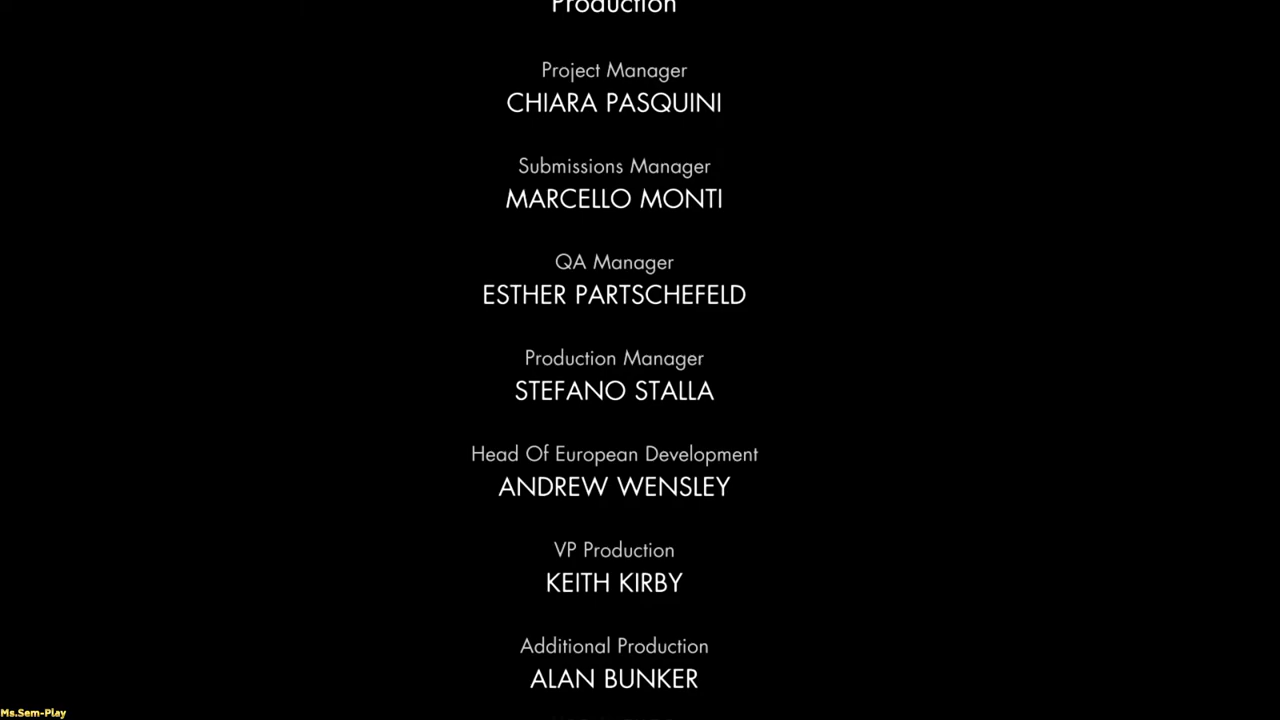 Production
Project Manager
CHIARA PASQUINI
Submissions Manager
MARCELLO MONTI
QA Manager
ESTHER PARTSCHEFELD
Production Manager
STEFANO STALLA
Head Of European Development
ANDREW WENSLEY
VP Production
KEITH KIRBY
Additional Production
ALAN BUNKER
Ms.Sem-Play